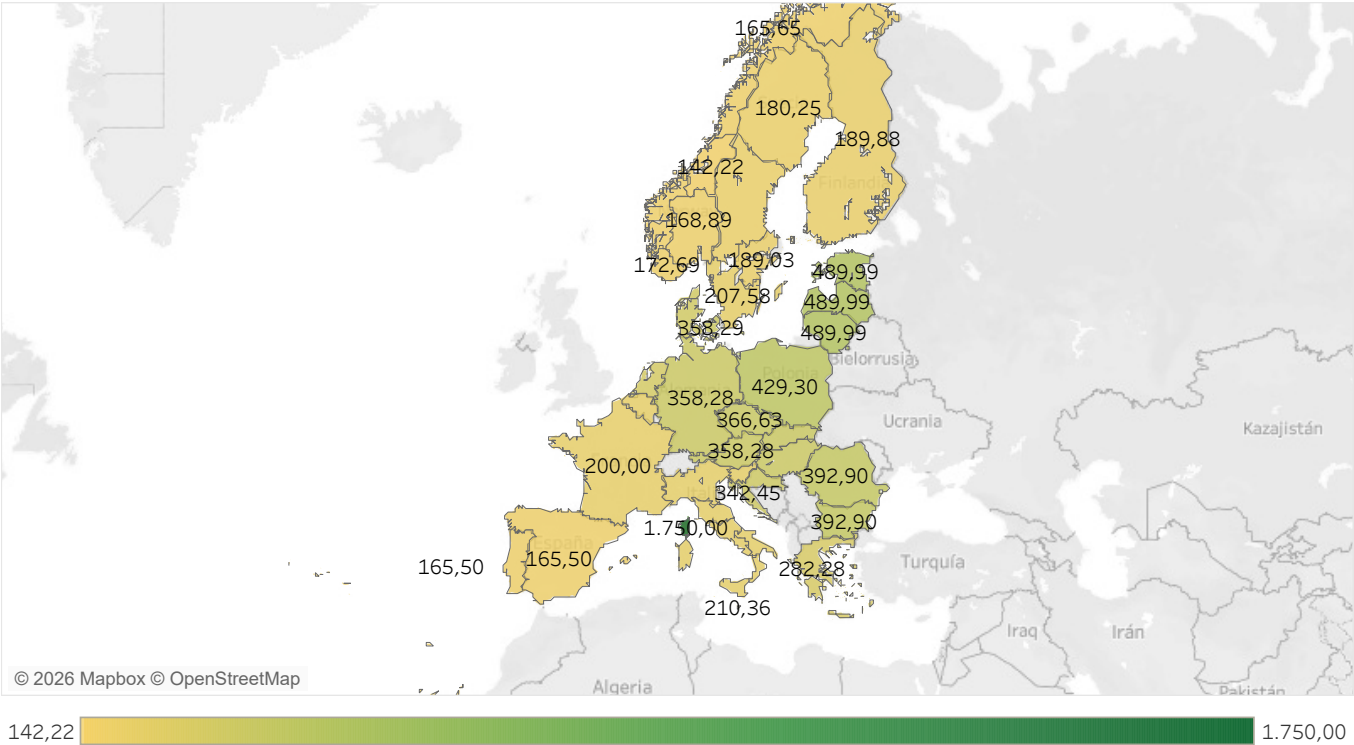 165,65
180,25
189,88
142,22
Finlandia
168,89
172,69
189,03
489,99
207,58
489,99
358,29
489,99
Bielorrusia
Polonia
429,30
358,28
366,63
Ucrania
Kazajistán
358,28
200,00
392,90
342,45
1.750,00
392,90
España
165,50
165,50
Turquía
282,28
210,36
Iraq
Irán
© 2026 Mapbox © OpenStreetMap
Algeria
Pakistán
142,22
1.750,00